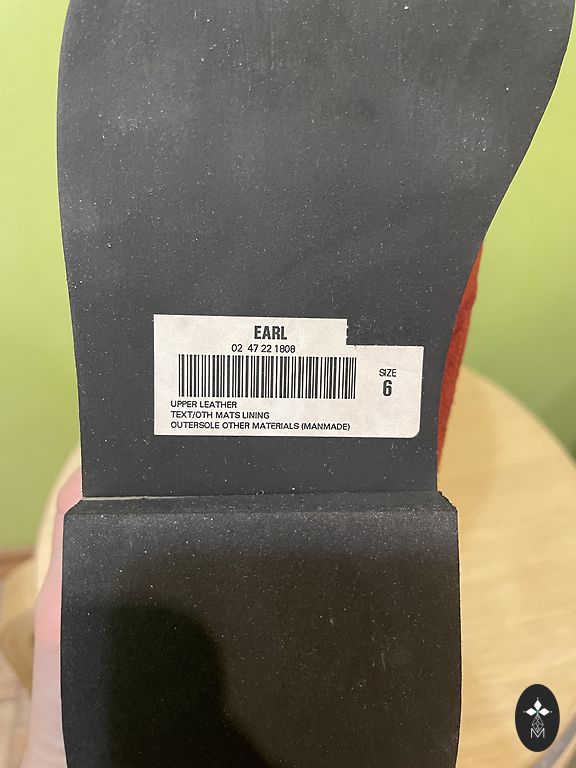 EARL
02 47 22 1808
SIZE
6
UPPER LEATHER
TEXT/OTH MATS LINING
OUTERSOLE OTHER MATERIALS (MANMADE)
M